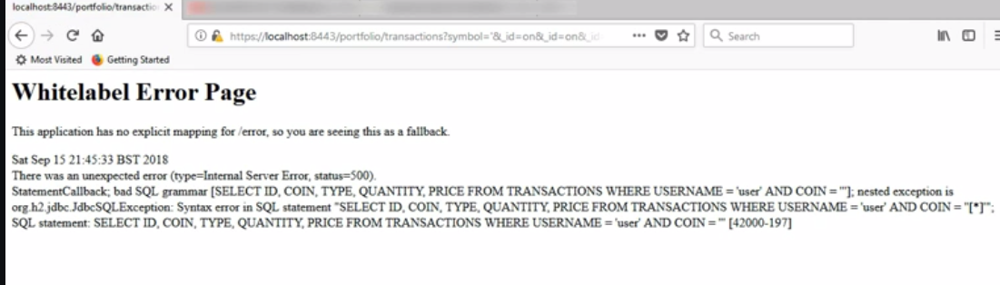 localhost:8443/portfolio/transactio
https://localhost:8443/portfolio/transactions?symbol='&_id=on&_id=on&_id
Search
Most Visited
Getting Started
Whitelabel Error Page
This application has no explicit mapping for /error, so you are seeing this as a fallback.
Sat Sep 15 21:45:33 BST 2018
There was an unexpected error (type=Internal Server Error, status=500).
StatementCallback; bad SQL grammar [SELECT ID, COIN, TYPE, QUANTITY, PRICE FROM TRANSACTIONS WHERE USERNAME = 'user' AND COIN = ''']; nested exception is
org.h2.jdbc.JdbcSQLException: Syntax error in SQL statement "SELECT ID, COIN, TYPE, QUANTITY, PRICE FROM TRANSACTIONS WHERE USERNAME = 'user' AND COIN = ''[*]'";
SQL statement: SELECT ID, COIN, TYPE, QUANTITY, PRICE FROM TRANSACTIONS WHERE USERNAME = 'user' AND COIN = ''' [42000-197]